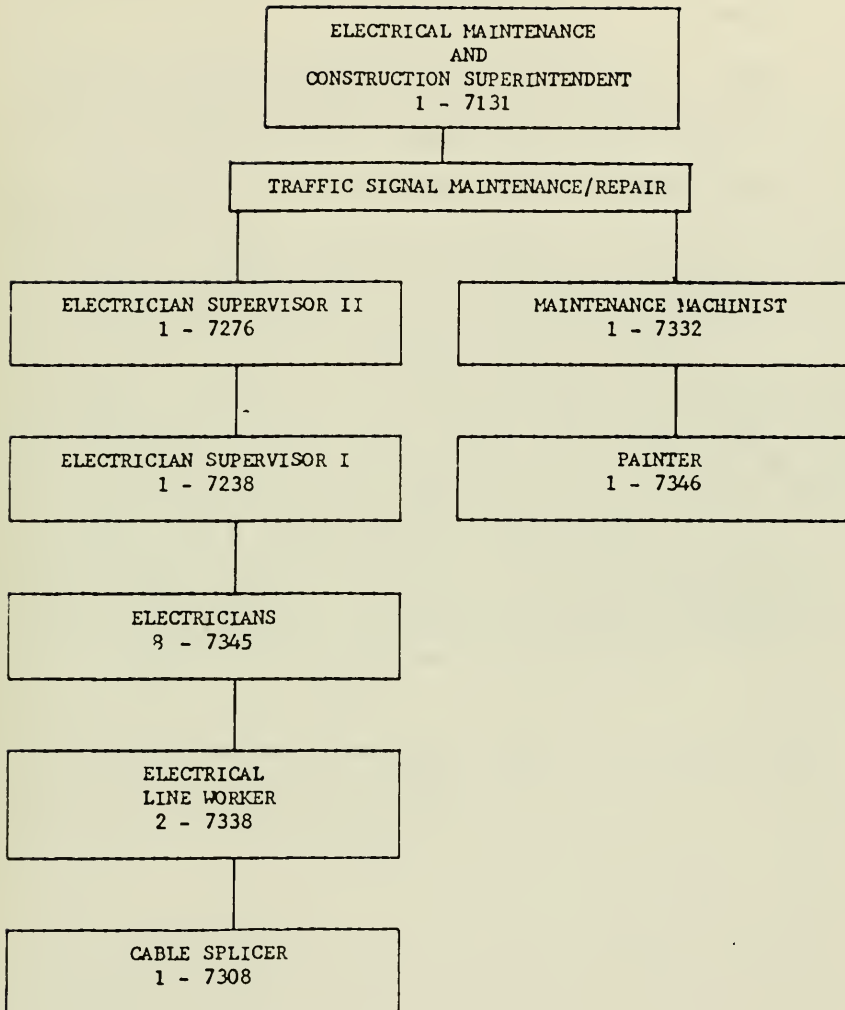 ELECTRICAL MAINTENANCE
AND
CONSTRUCTION SUPERINTENDENT
1 - 7131
TRAFFIC SIGNAL MAINTENANCE/REPAIR
ELECTRICIAN SUPERVISOR II
1 - 7276
MAINTENANCE MACHINIST
1 - 7332
ELECTRICIAN SUPERVISOR I
1 - 7238
PAINTER
1 - 7346
ELECTRICIANS
8 - 7345
ELECTRICAL
LINE WORKER
2 - 7338
CABLE SPLICER
1 - 7308